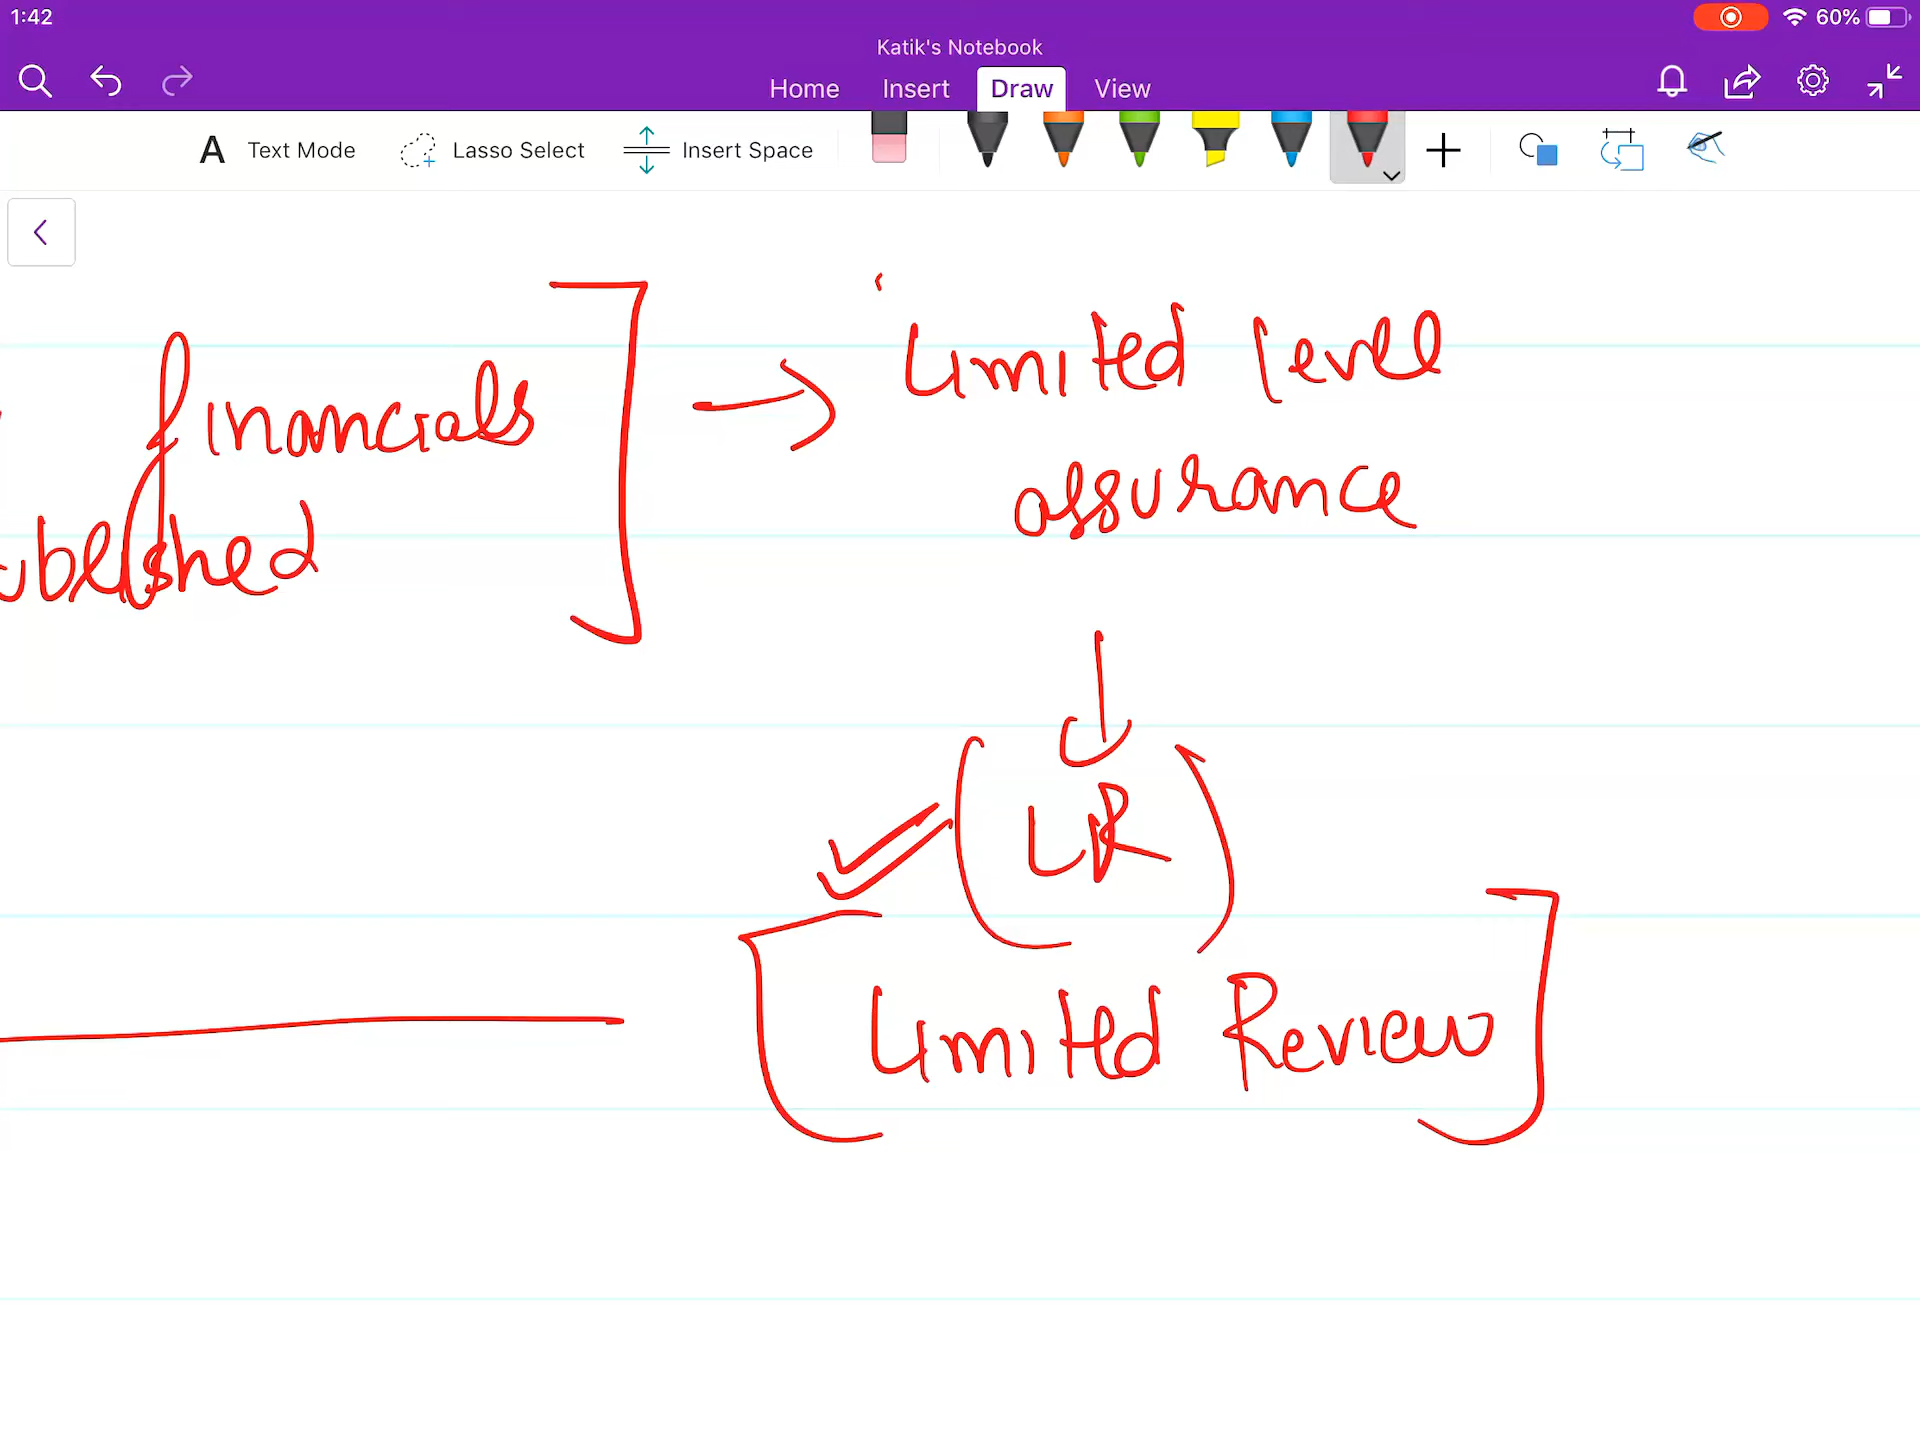 1:42
60%
Katik's Notebook
Home Insert Draw View
A Text Mode Lasso Select Insert Space
financials
Limited level
assurance
LR
Limited Review